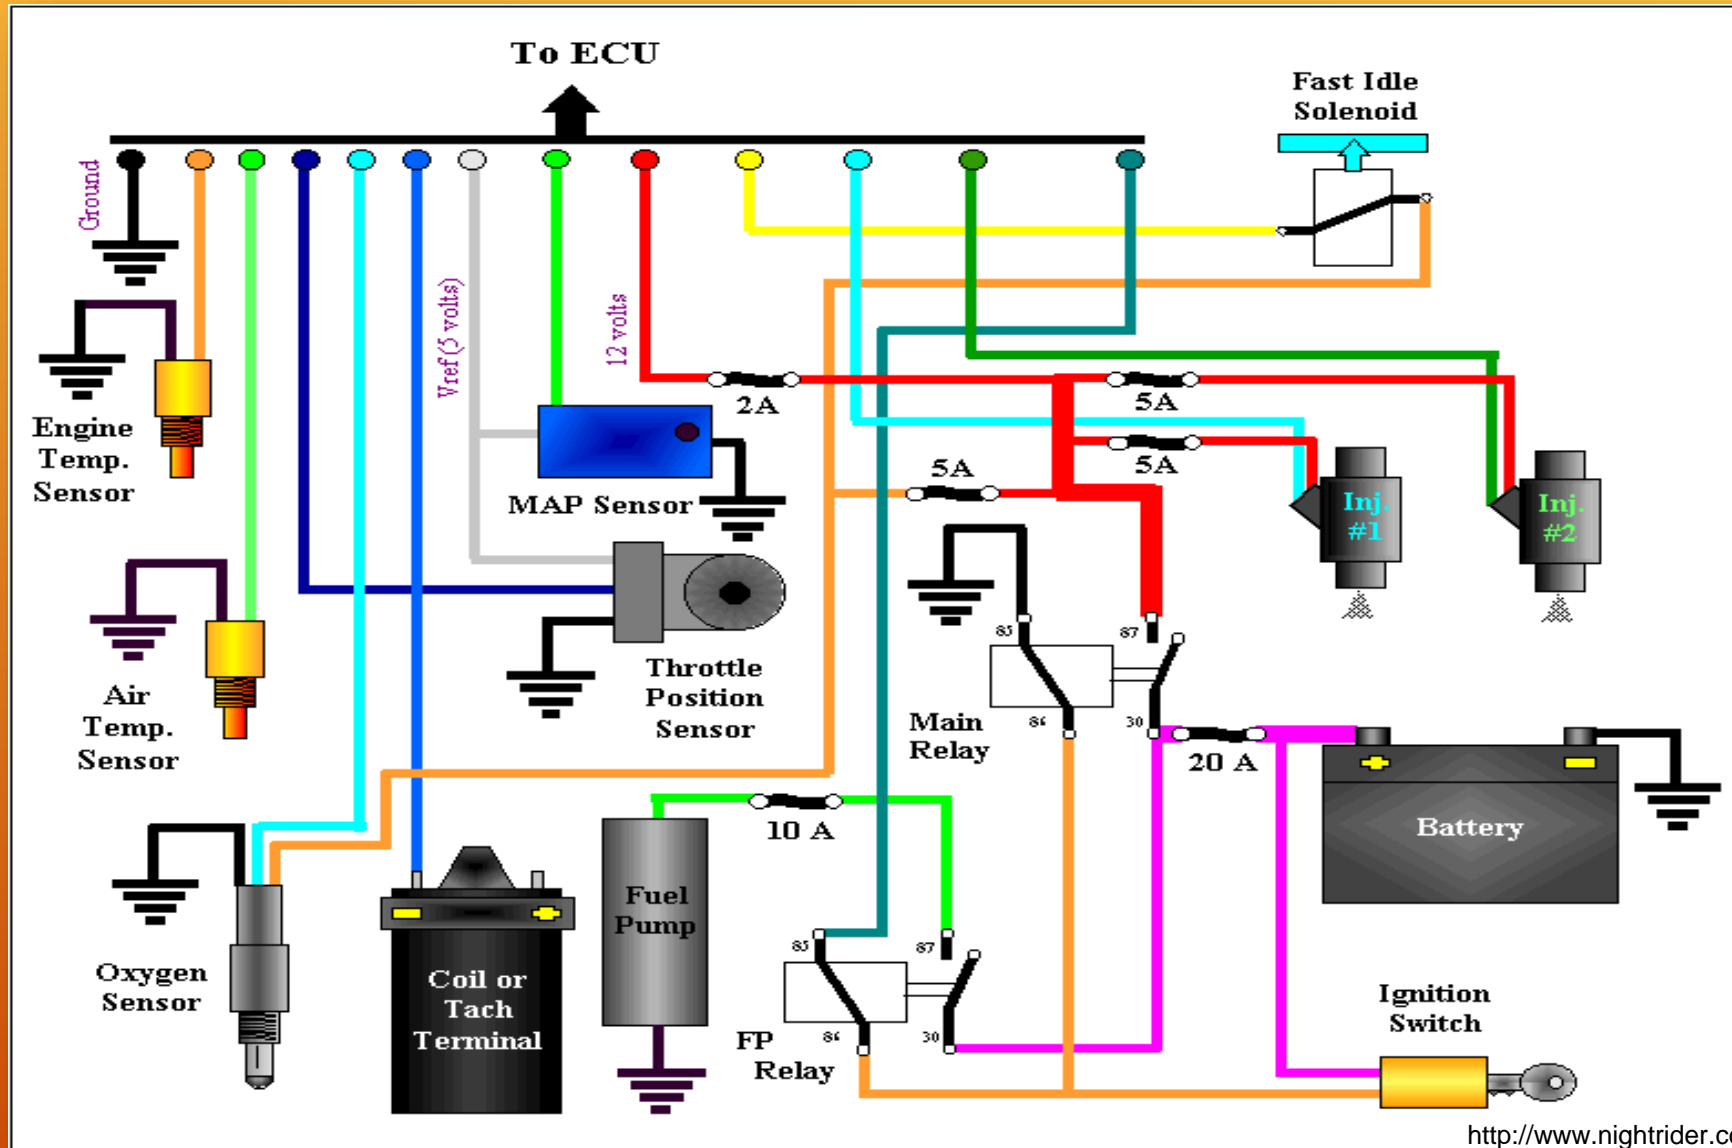 To ECU
Fast Idle
Solenoid
Ground
Vref (5 volts)
12 volts
2A
5A
5A
5A
Engine
Temp.
Sensor
MAP Sensor
Inj.
#1
Inj.
#2
Air
Temp.
Sensor
Throttle
Position
Sensor
85
87
86
30
Main
Relay
20 A
Battery
10 A
Fuel
Pump
85
87
86
30
FP
Relay
Oxygen
Sensor
Coil or
Tach
Terminal
Ignition
Switch
http://www.nightrider.c